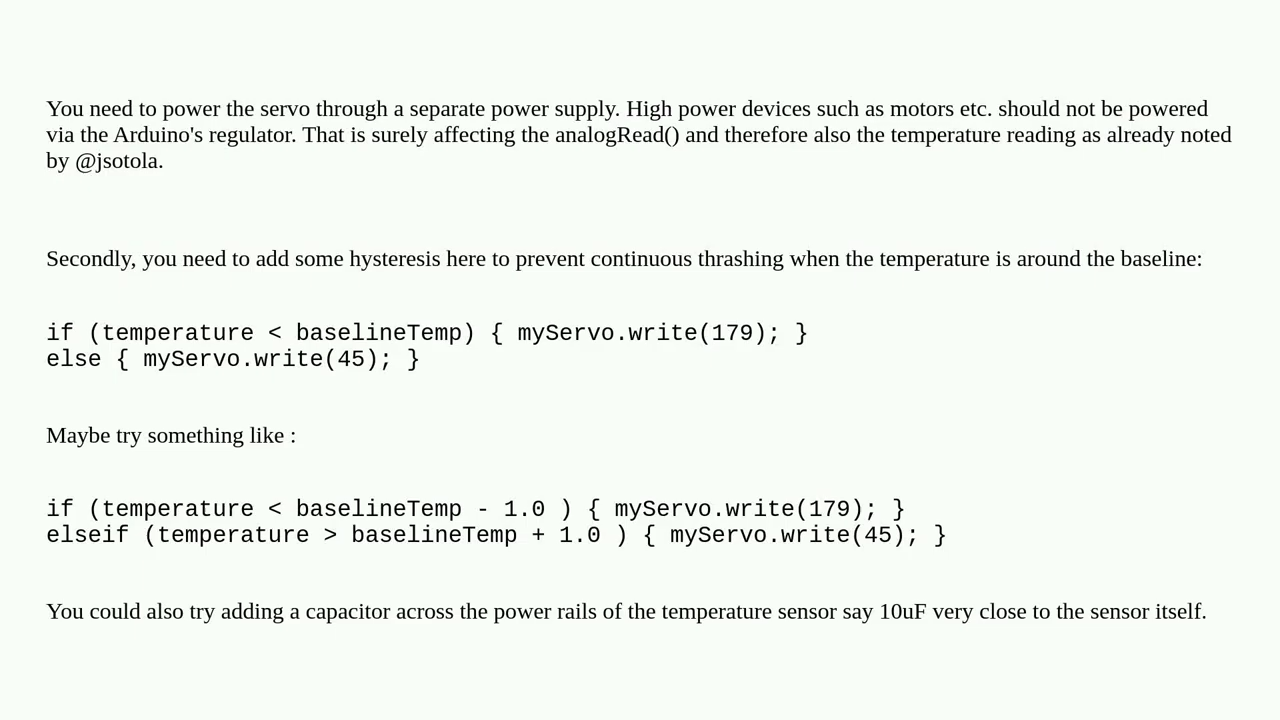 You need to power the servo through a separate power supply. High power devices such as motors etc. should not be powered
via the Arduino's regulator. That is surely affecting the analogRead() and therefore also the temperature reading as already noted
by @jsotola.
Secondly, you need to add some hysteresis here to prevent continuous thrashing when the temperature is around the baseline:
if (temperature < baselineTemp) { myServo.write(179); }
else { myServo.write(45); }
Maybe try something like :
if (temperature < baselineTemp - 1.0 ) { myServo.write(179); }
elseif (temperature > baselineTemp + 1.0 ) { myServo.write(45); }
You could also try adding a capacitor across the power rails of the temperature sensor say 10uF very close to the sensor itself.